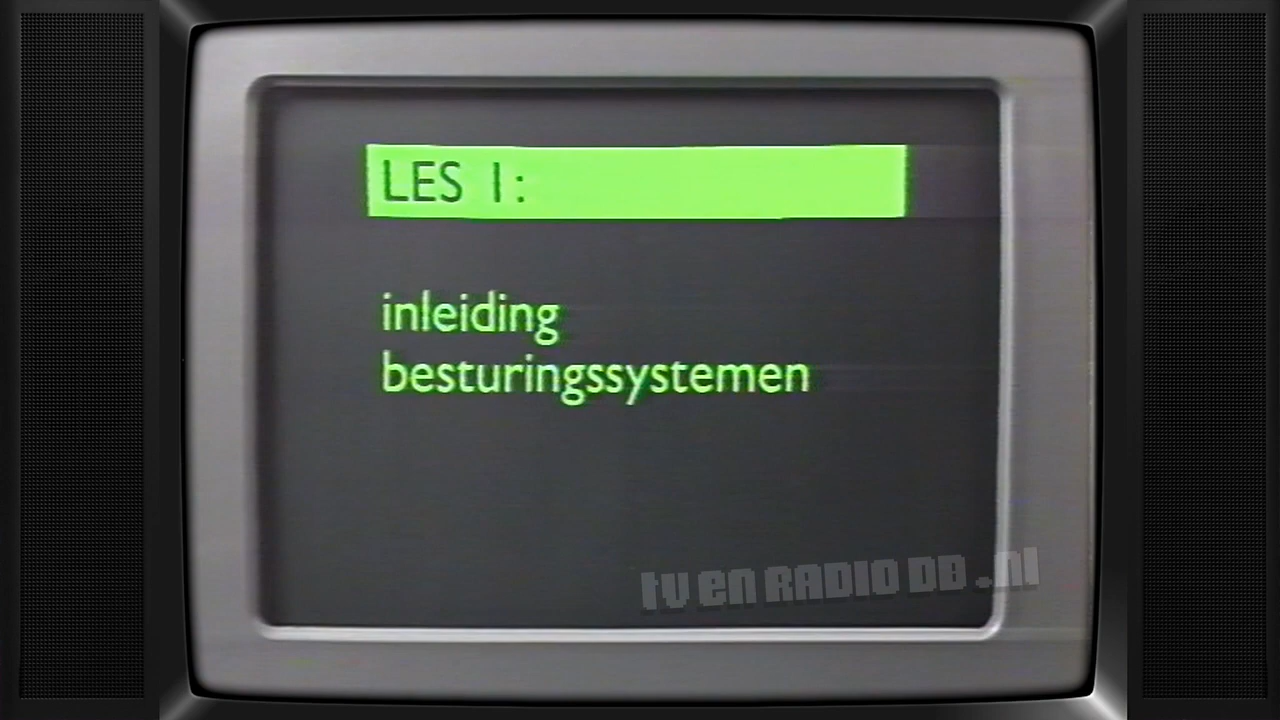 LES 1:
inleiding
besturingssystemen
tv en RADIO DB .nl